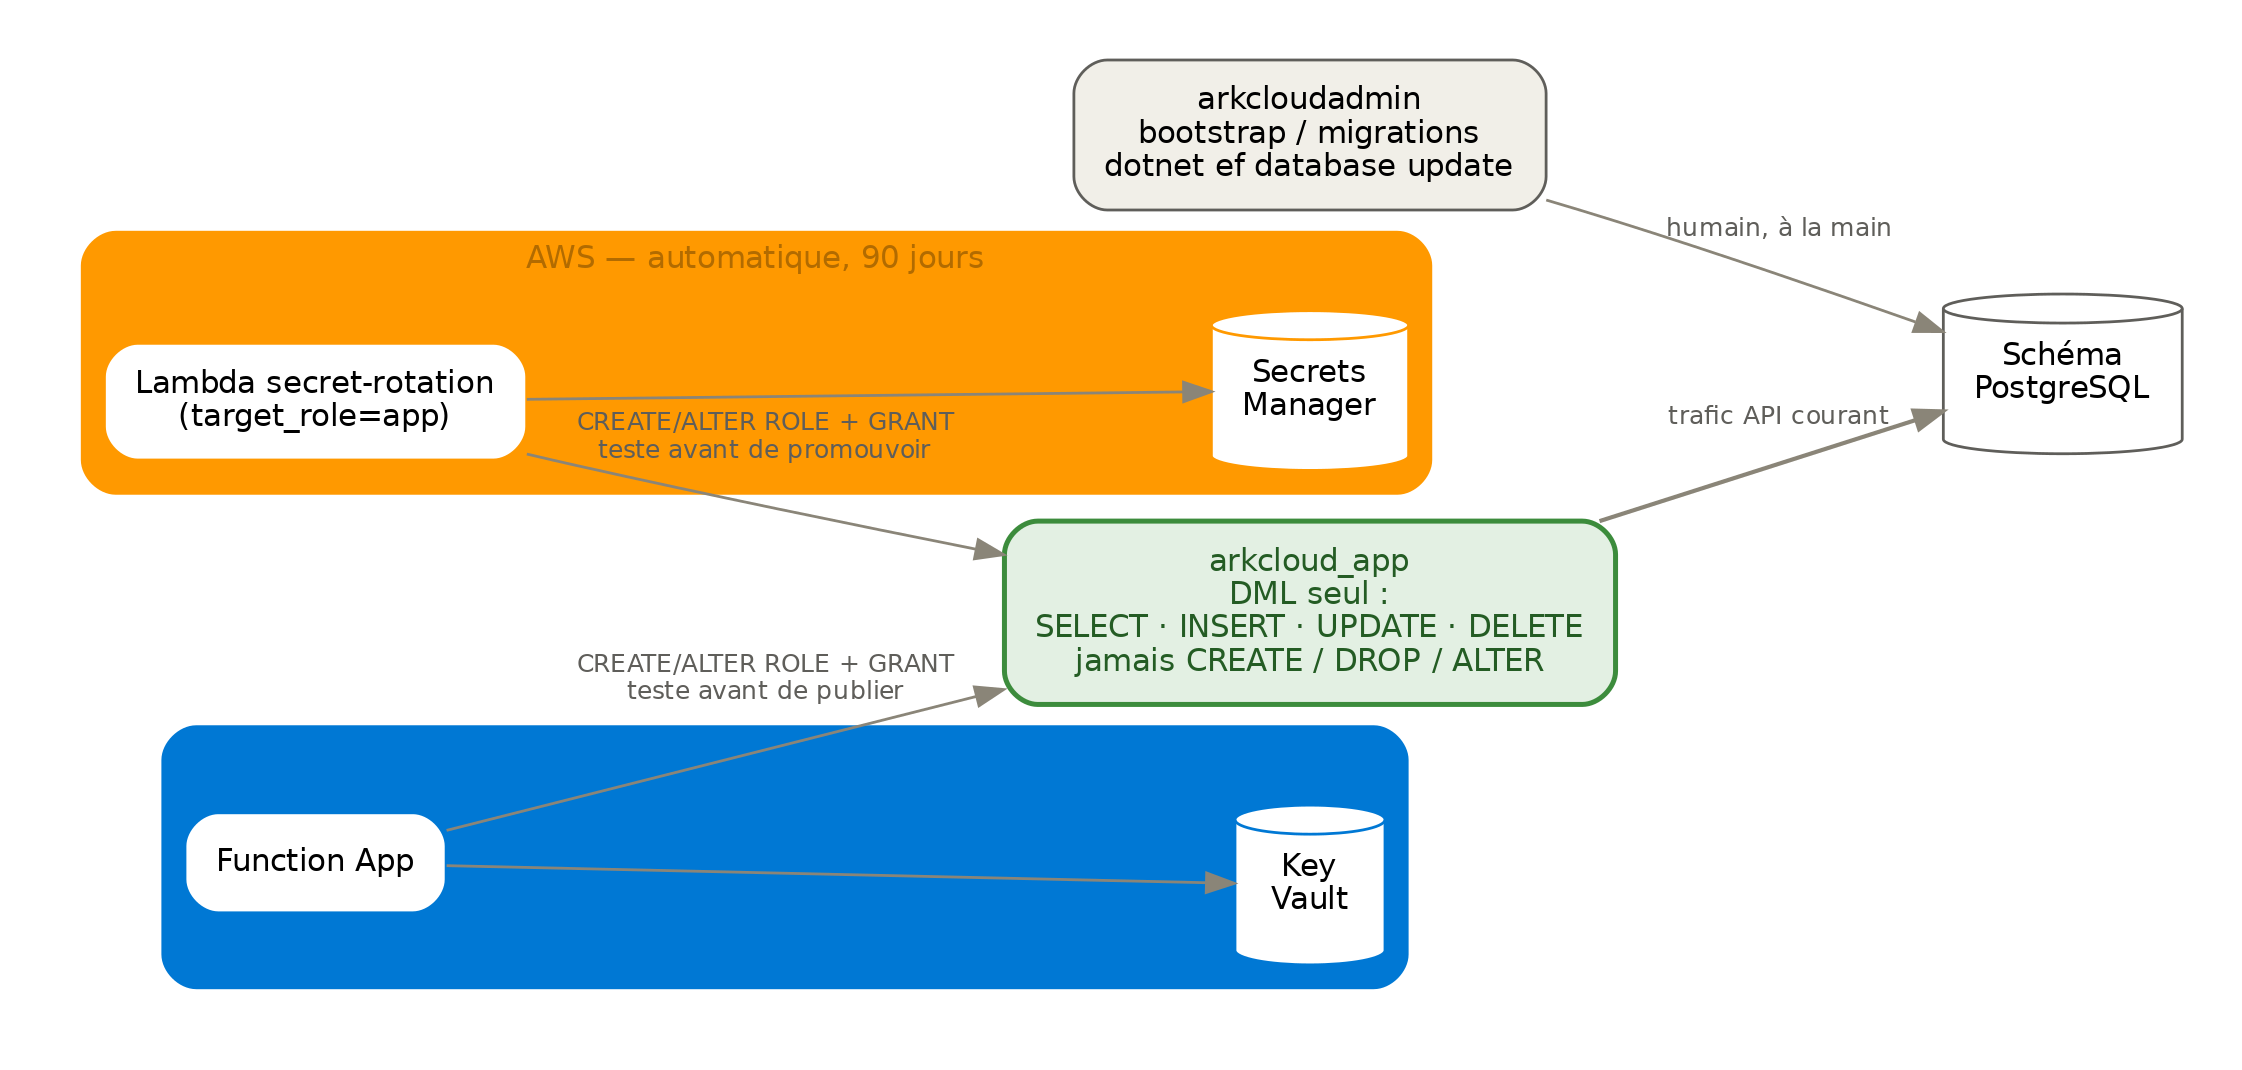 arkcloudadmin
bootstrap / migrations
dotnet ef database update
humain, à la main
AWS — automatique, 90 jours
Lambda secret-rotation
(target_role=app)
Secrets
Manager
CREATE/ALTER ROLE + GRANT
teste avant de promouvoir
Schéma
PostgreSQL
trafic API courant
arkcloud_app
DML seul :
SELECT · INSERT · UPDATE · DELETE
jamais CREATE / DROP / ALTER
CREATE/ALTER ROLE + GRANT
teste avant de publier
Function App
Key
Vault